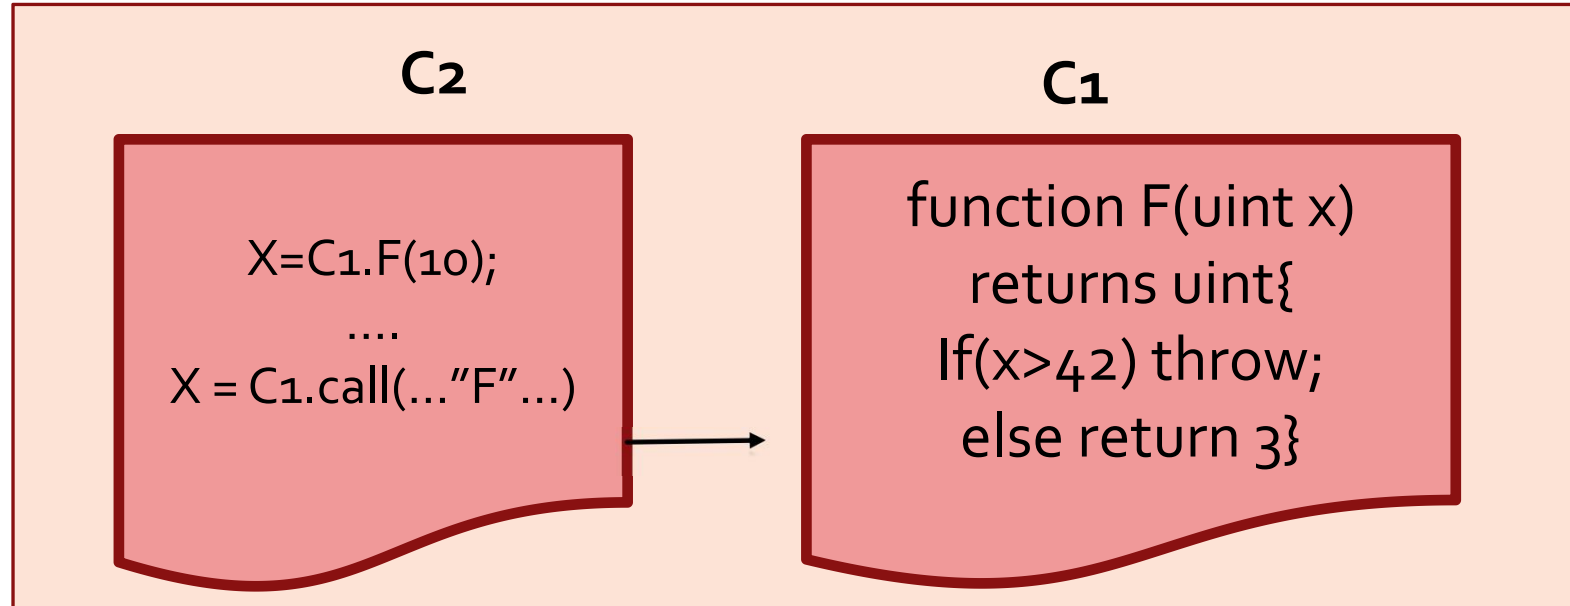 C2
X=C1.F(10);
....
X = C1.call(..."F"...)
C1
function F(uint x)
returns uint{
If(x>42) throw;
else return 3}